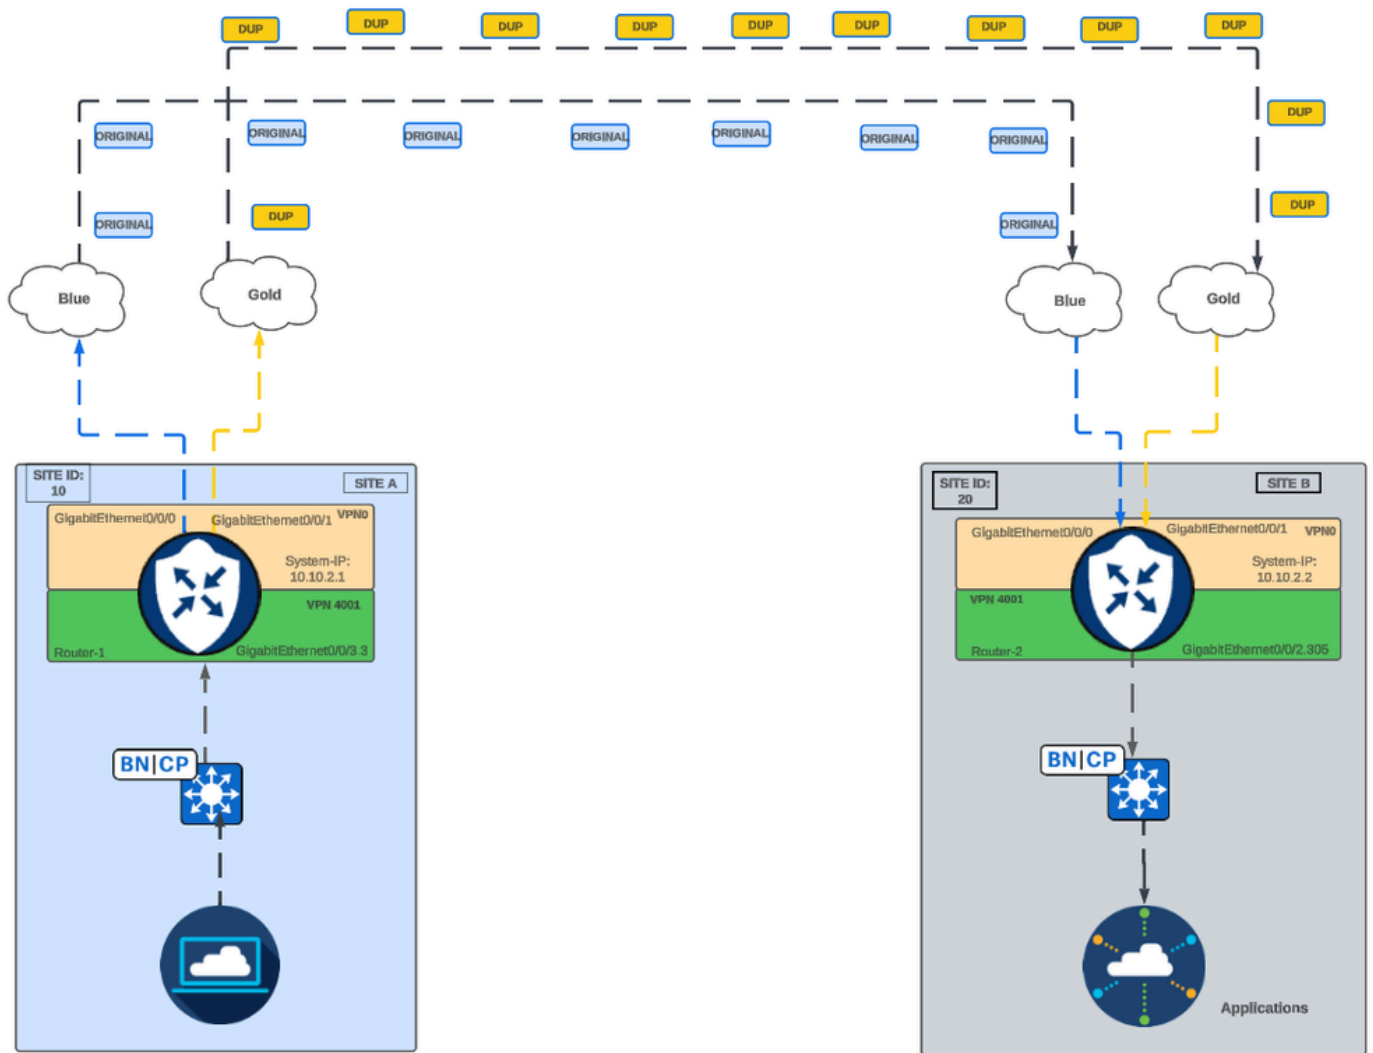 DUP
DUP
DUP
DUP
DUP
DUP
DUP
DUP
DUP
DUP
ORIGINAL
ORIGINAL
ORIGINAL
ORIGINAL
ORIGINAL
ORIGINAL
ORIGINAL
DUP
ORIGINAL
DUP
ORIGINAL
Blue
Gold
Blue
Gold
SITE ID:
10
SITE A
GigabitEthernet0/0/0
GigabitEthernet0/0/1
VPN0
System-IP:
10.10.2.1
VPN 4001
Router-1
GigabitEthernet0/0/3.3
BN|CP
SITE ID:
20
SITE B
GigabitEthernet0/0/0
GigabitEthernet0/0/1
VPN0
System-IP:
10.10.2.2
VPN 4001
Router-2
GigabitEthernet0/0/2.305
BN|CP
Applications